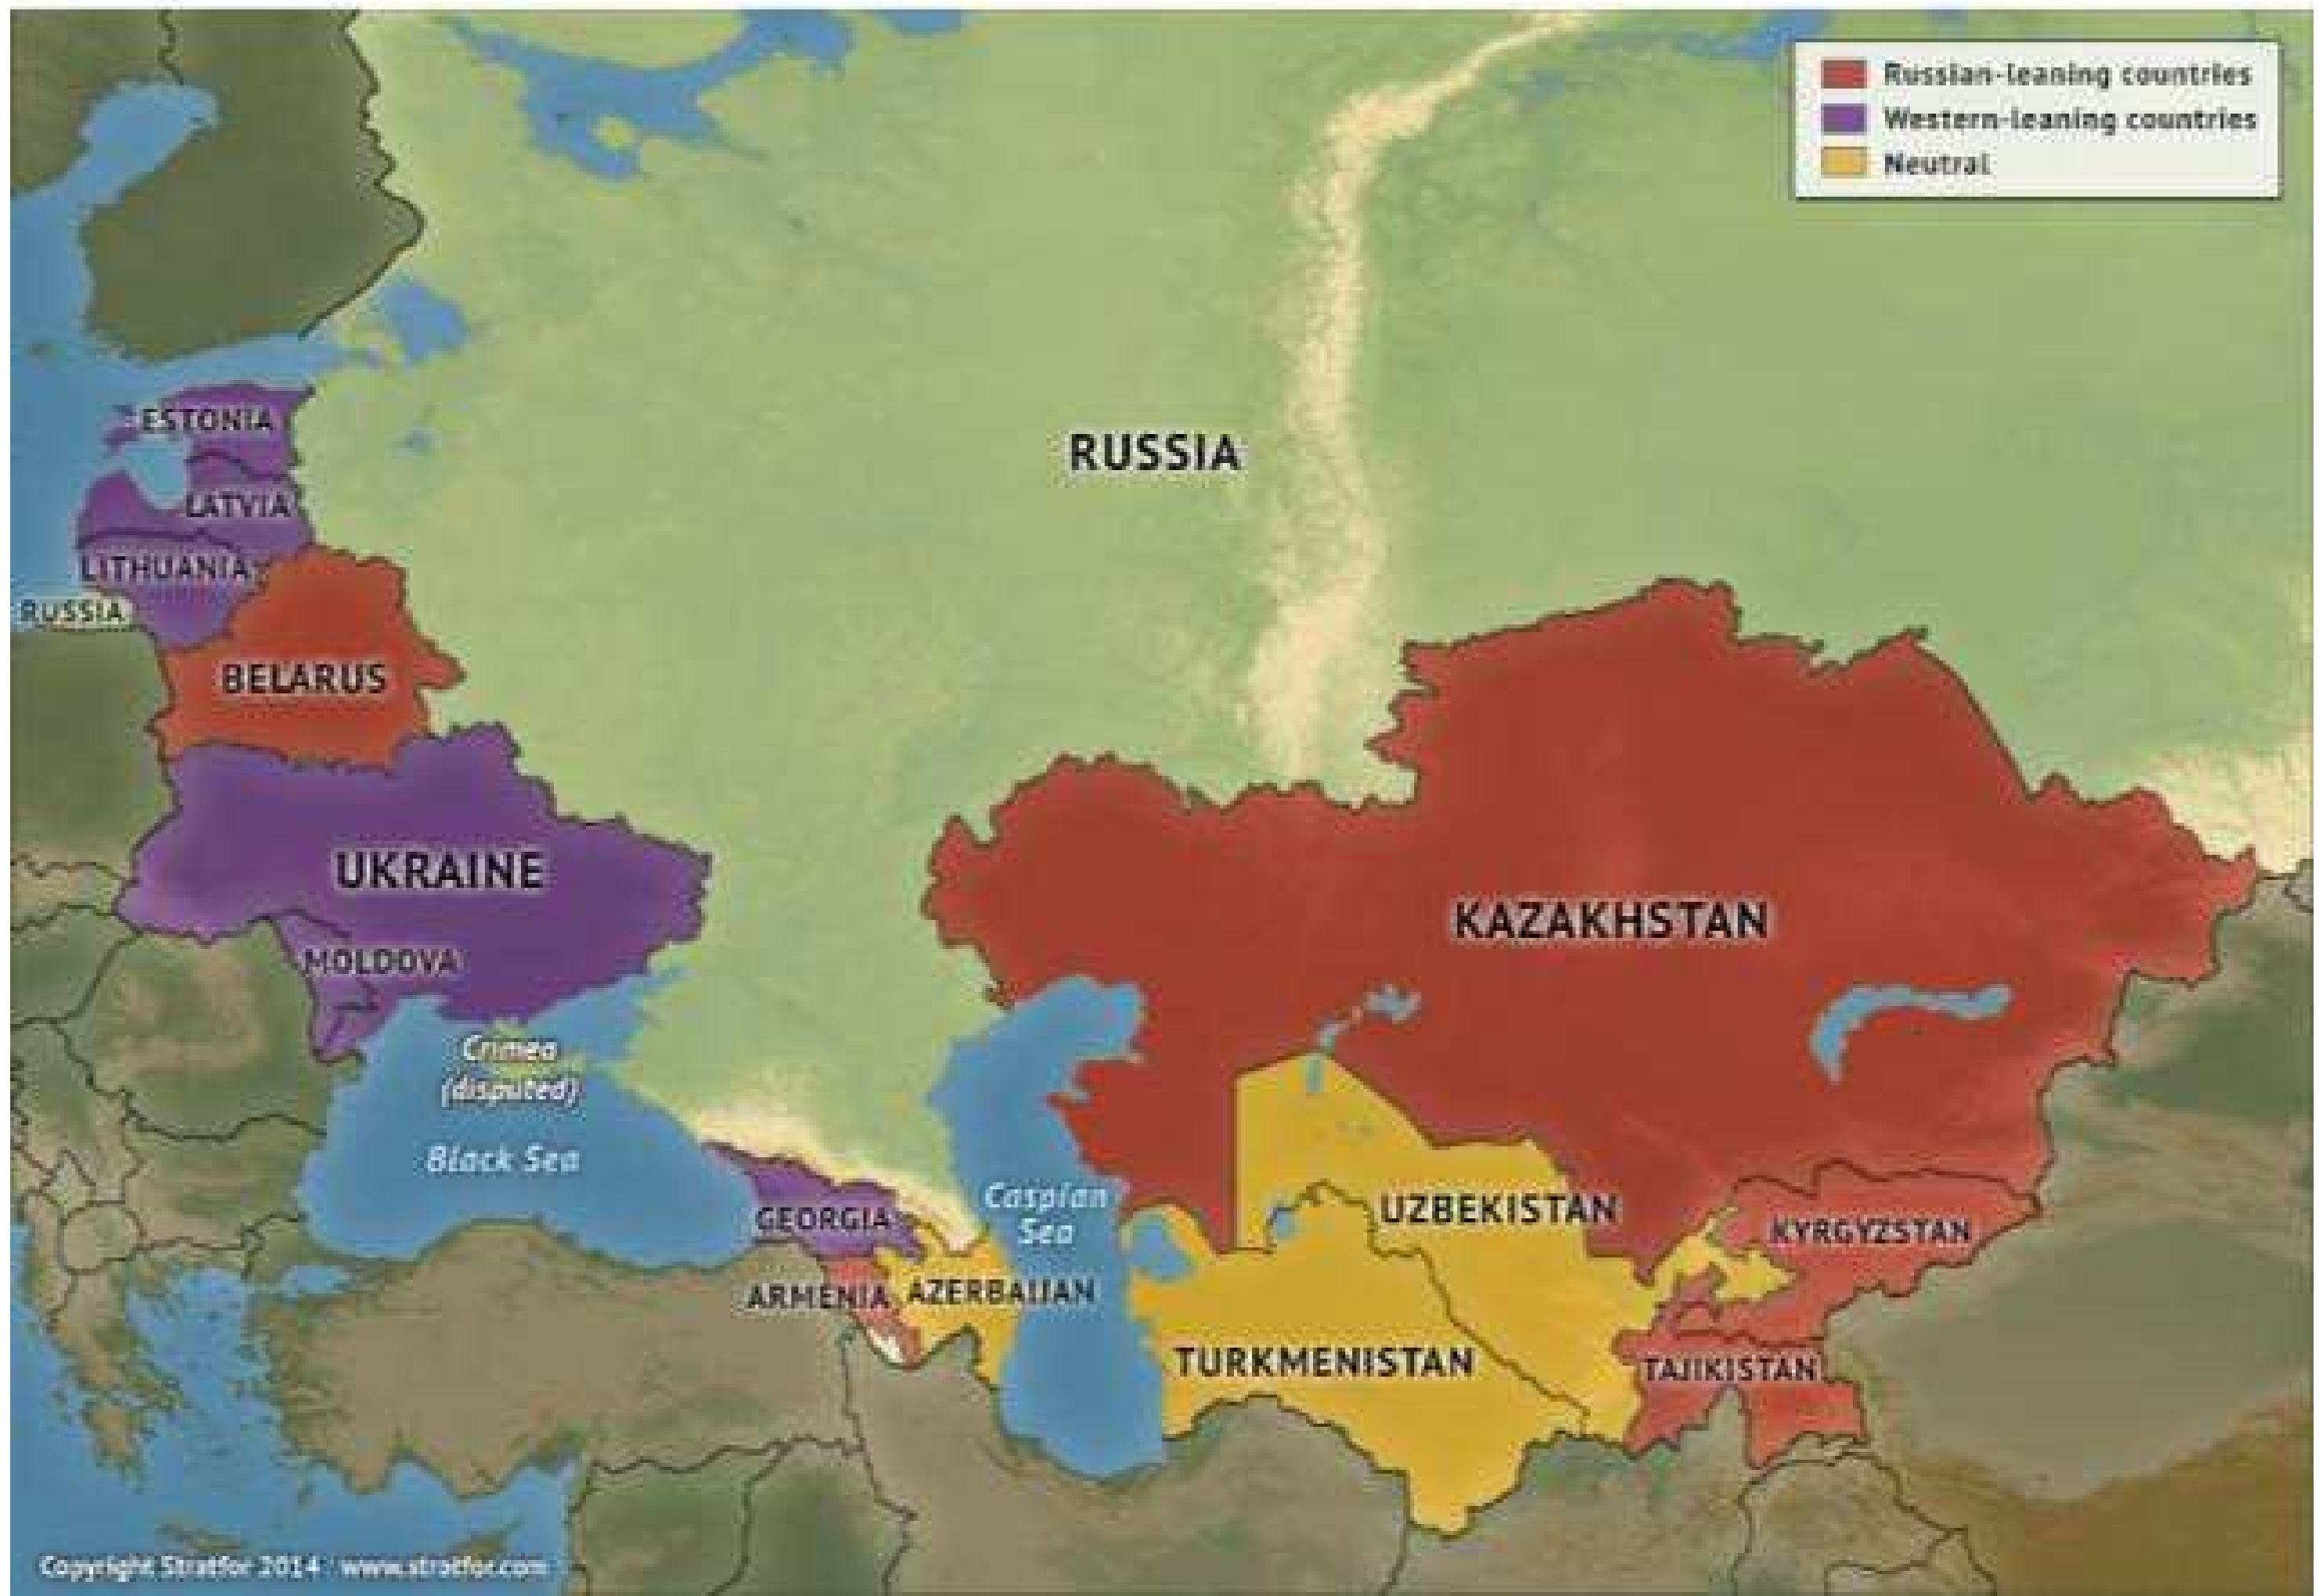 Russian-leaning countries
Western-leaning countries
Neutral
RUSSIA
ESTONIA
LATVIA
LITHUANIA
RUSSIA
BELARUS
UKRAINE
MOLDOVA
KAZAKHSTAN
Crimea
(disputed)
Black Sea
Caspian
Sea
GEORGIA
UZBEKISTAN
KYRGYZSTAN
ARMENIA
AZERBAIJAN
TURKMENISTAN
TAJIKISTAN
Copyright Stratfor 2014 www.stratfor.com